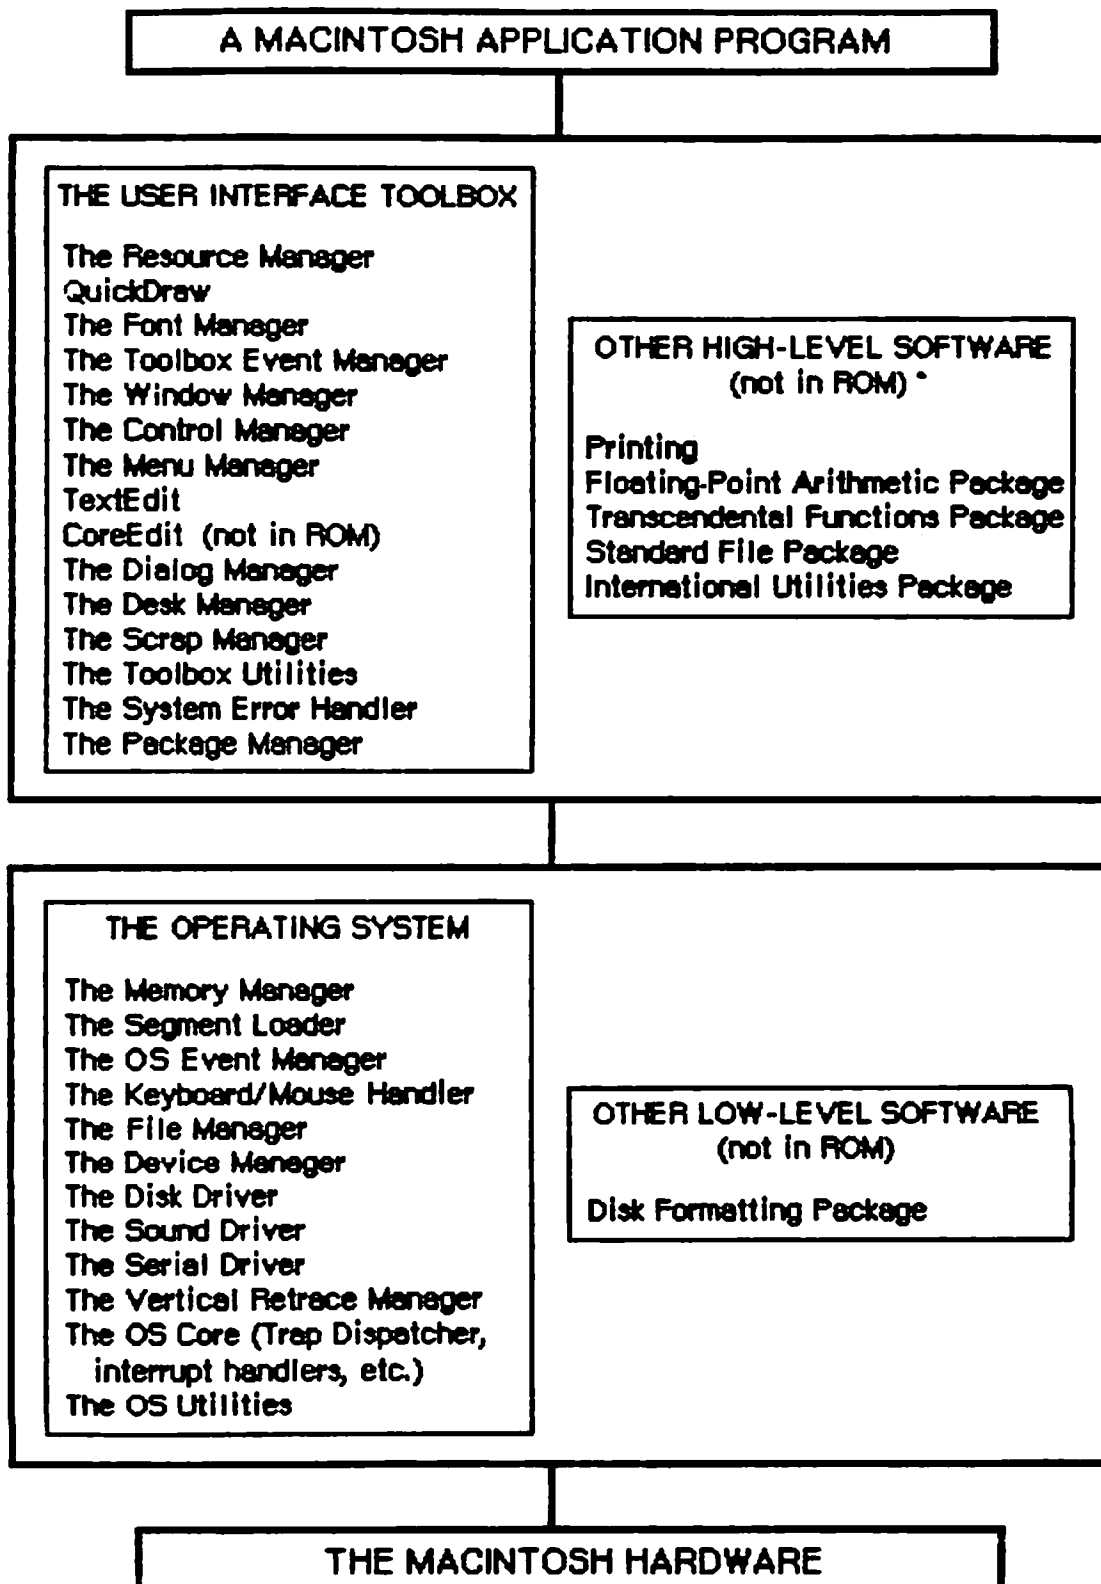 A MACINTOSH APPLICATION PROGRAM
THE USER INTERFACE TOOLBOX
The Resource Manager
QuickDraw
The Font Manager
The Toolbox Event Manager
The Window Manager
The Control Manager
The Menu Manager
TextEdit
CoreEdit (not in ROM)
The Dialog Manager
The Desk Manager
The Scrap Manager
The Toolbox Utilities
The System Error Handler
The Package Manager
OTHER HIGH-LEVEL SOFTWARE
(not in ROM) *
Printing
Floating-Point Arithmetic Package
Transcendental Functions Package
Standard File Package
International Utilities Package
THE OPERATING SYSTEM
The Memory Manager
The Segment Loader
The OS Event Manager
The Keyboard/Mouse Handler
The File Manager
The Device Manager
The Disk Driver
The Sound Driver
The Serial Driver
The Vertical Retrace Manager
The OS Core (Trap Dispatcher,
interrupt handlers, etc.)
The OS Utilities
OTHER LOW-LEVEL SOFTWARE
(not in ROM)
Disk Formatting Package
THE MACINTOSH HARDWARE